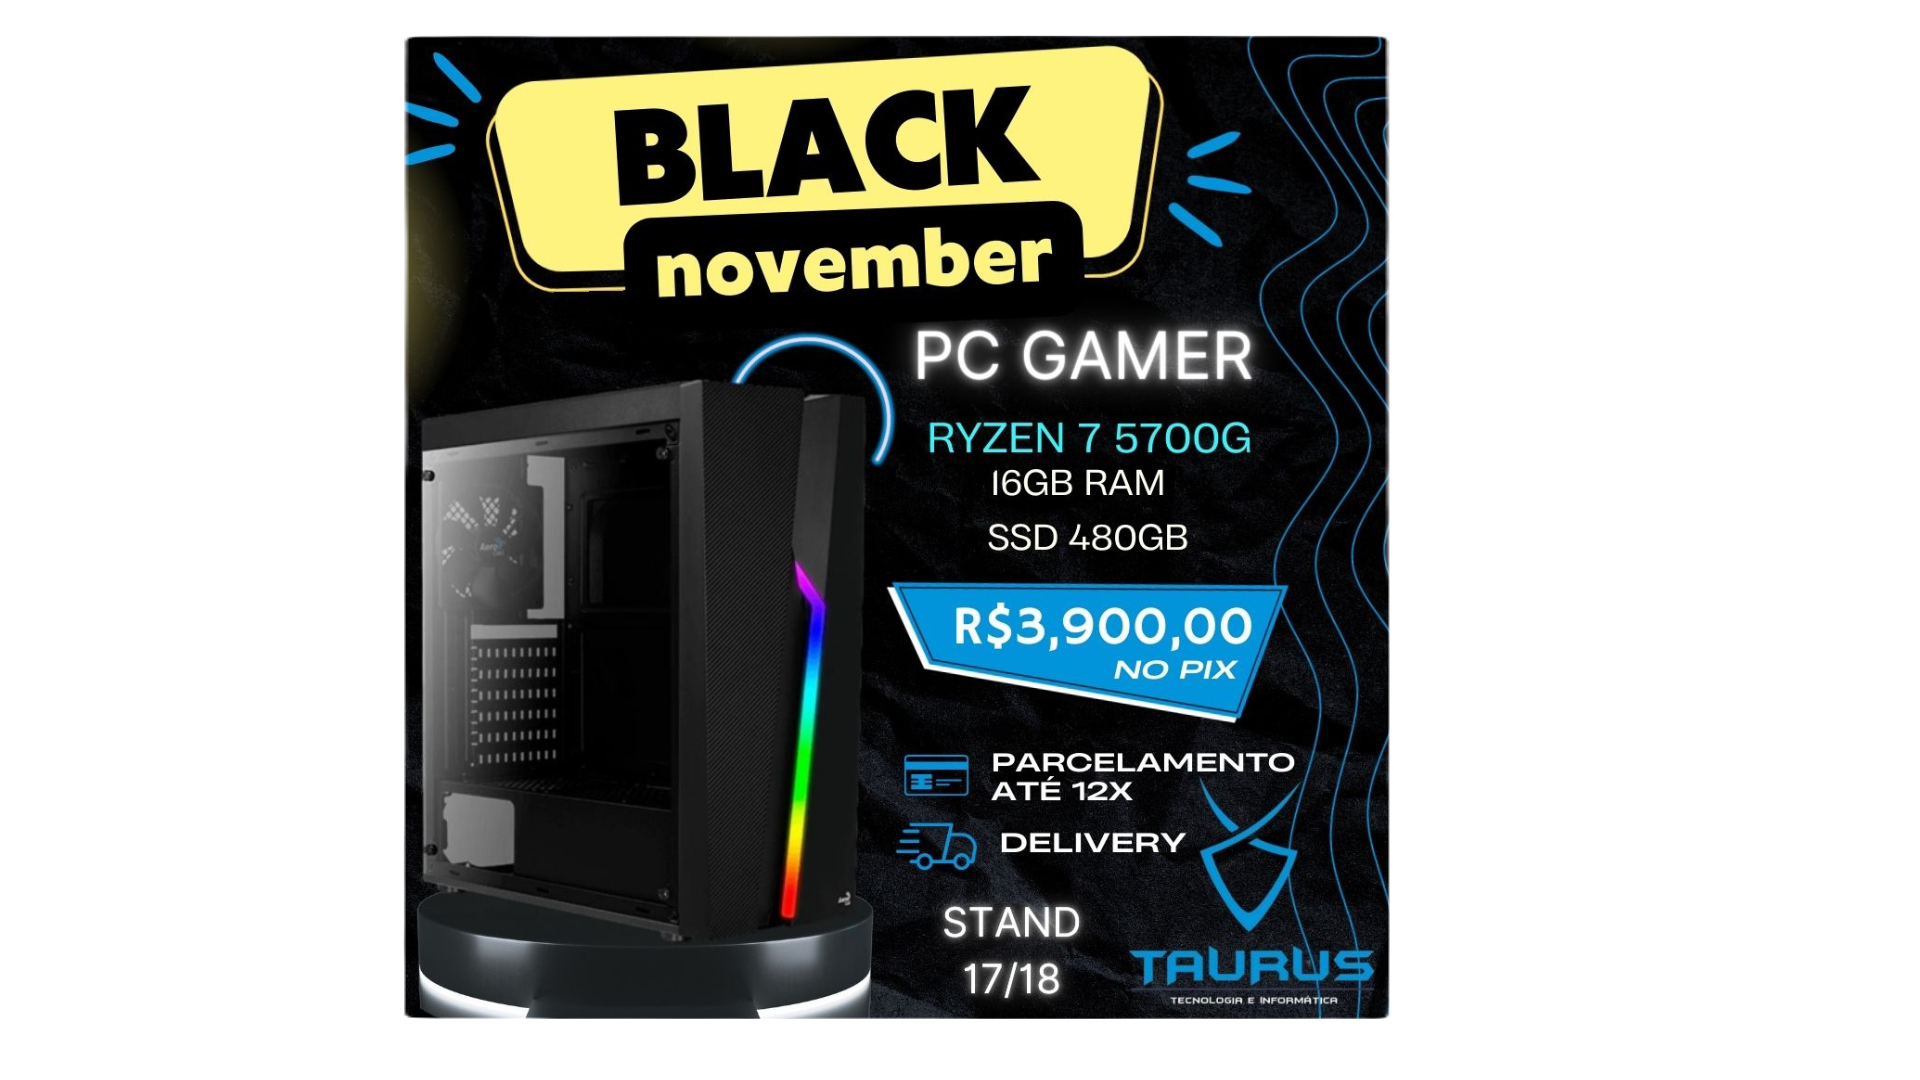 BLACK
november
PC GAMER
RYZEN 7 5700G
16GB RAM
SSD 480GB
R$3,900,00
NO PIX
PARCELAMENTO
ATÉ 12X
DELIVERY
STAND
17/18
TAURUS
TECNOLOGIA E INFORMÁTICA
Aero